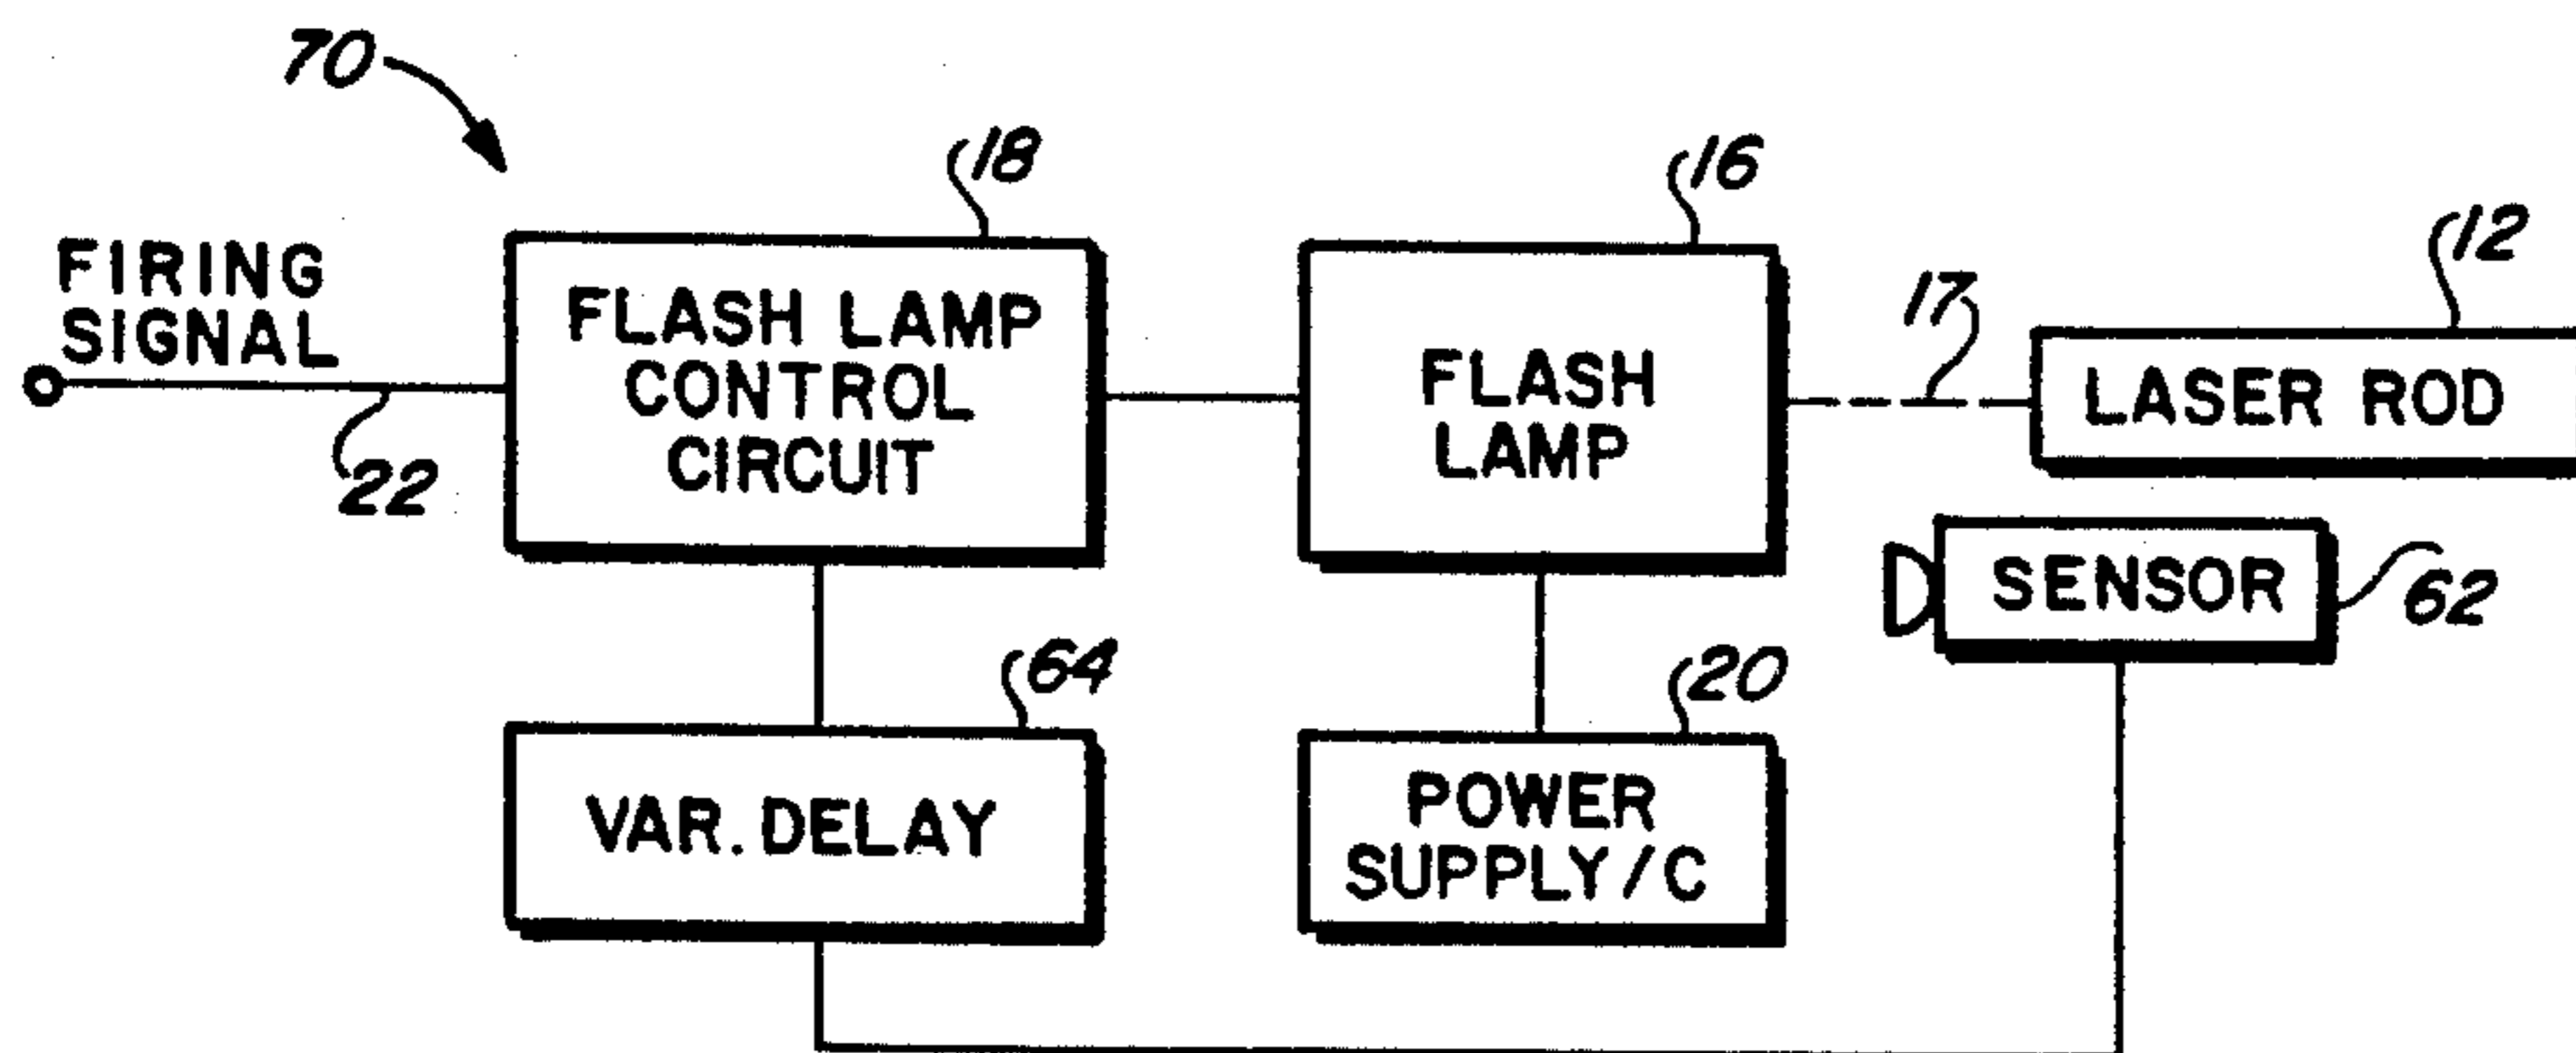 70
18
16
12
17
FIRING
SIGNAL
22
FLASH LAMP
CONTROL
CIRCUIT
FLASH
LAMP
LASER ROD
SENSOR
62
64
20
VAR. DELAY
POWER
SUPPLY/C